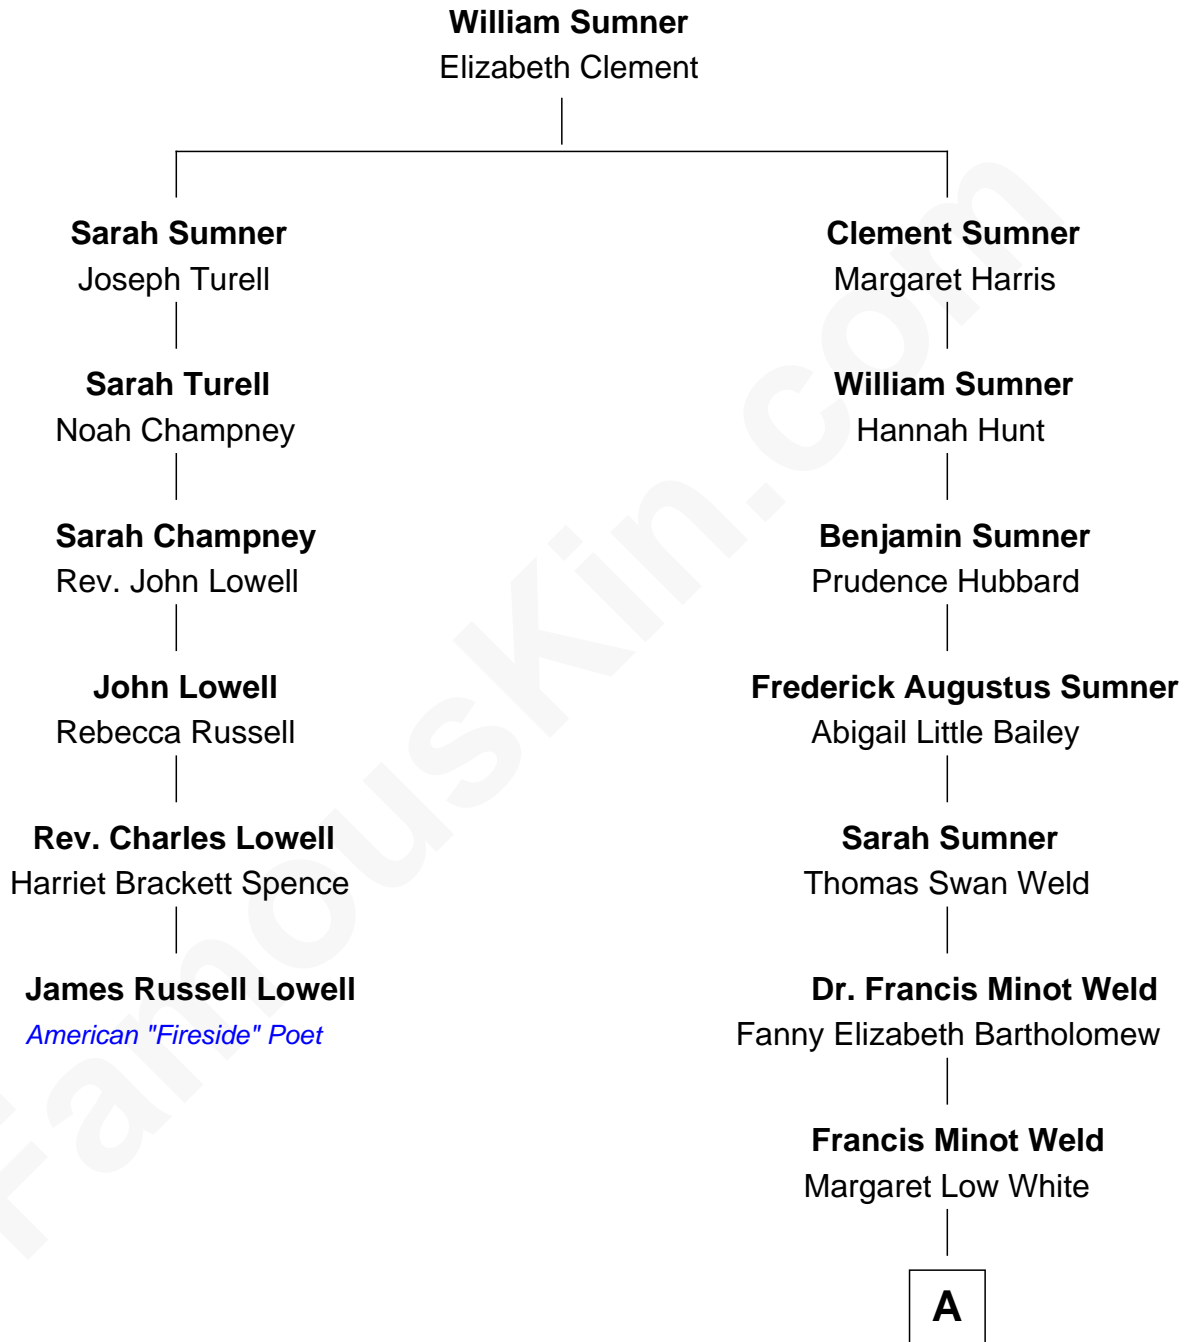 William Sumner
Elizabeth Clement
Sarah Sumner
Joseph Turell
Clement Sumner
Margaret Harris
Sarah Turell
Noah Champney
William Sumner
Hannah Hunt
Sarah Champney
Rev. John Lowell
Benjamin Sumner
Prudence Hubbard
John Lowell
Rebecca Russell
Frederick Augustus Sumner
Abigail Little Bailey
Rev. Charles Lowell
Harriet Brackett Spence
Sarah Sumner
Thomas Swan Weld
James Russell Lowell
American "Fireside" Poet
Dr. Francis Minot Weld
Fanny Elizabeth Bartholomew
Francis Minot Weld
Margaret Low White
A
FamousKin.com